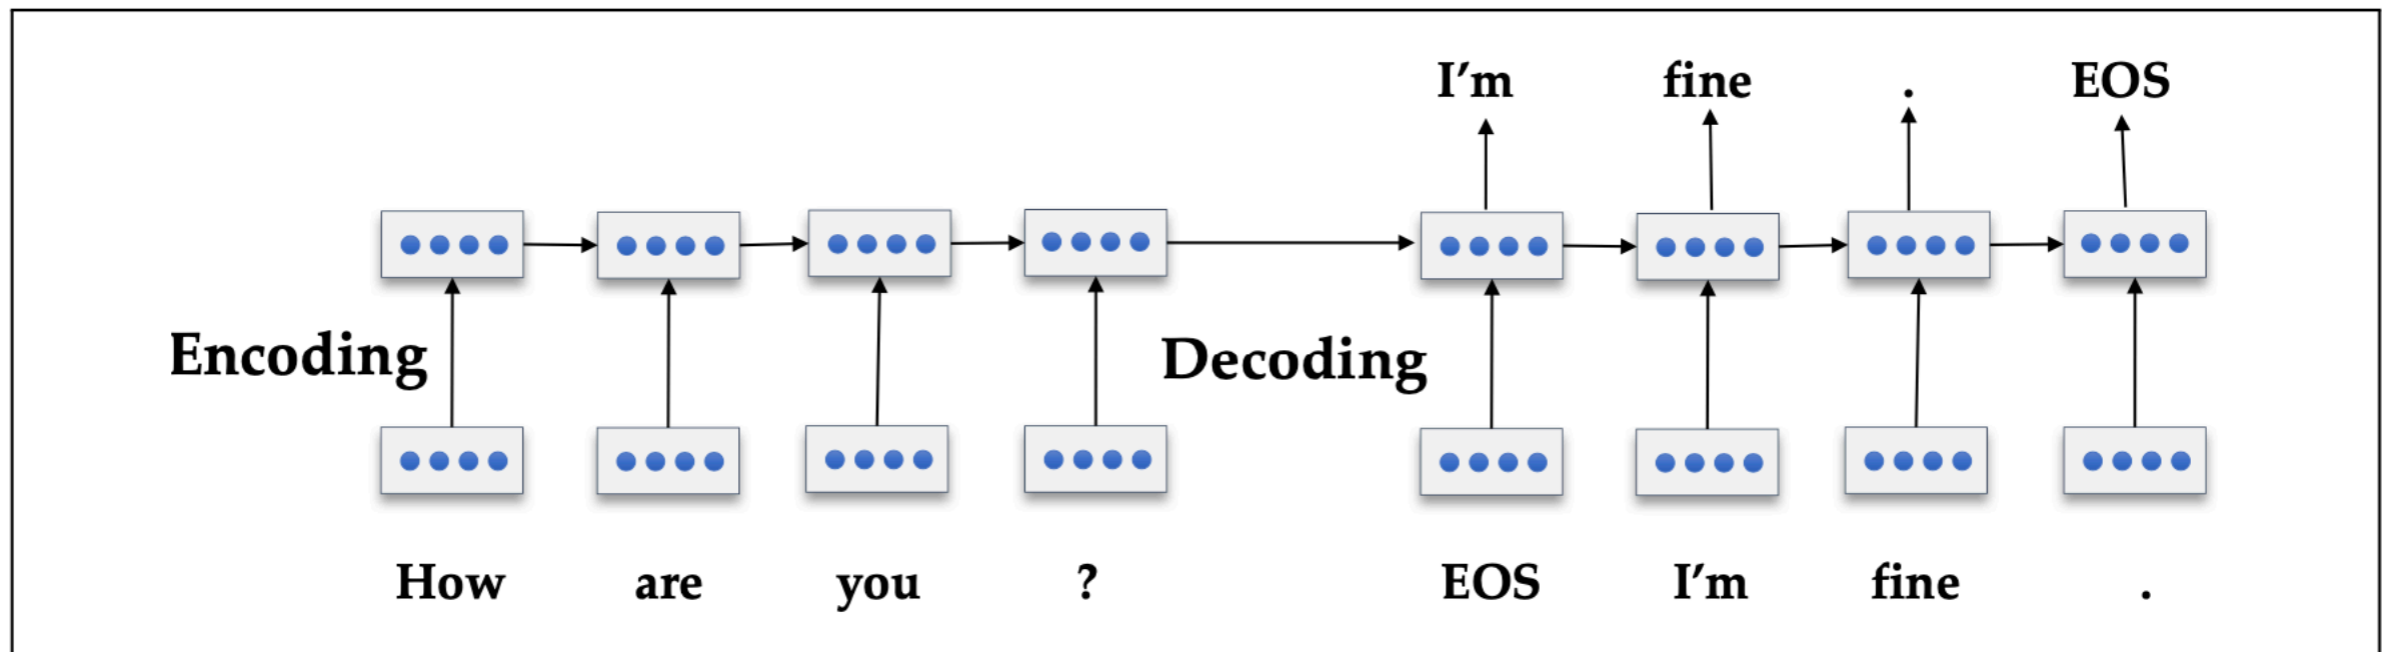 I’m fine . EOS
Encoding Decoding
How are you ? EOS I’m fine .